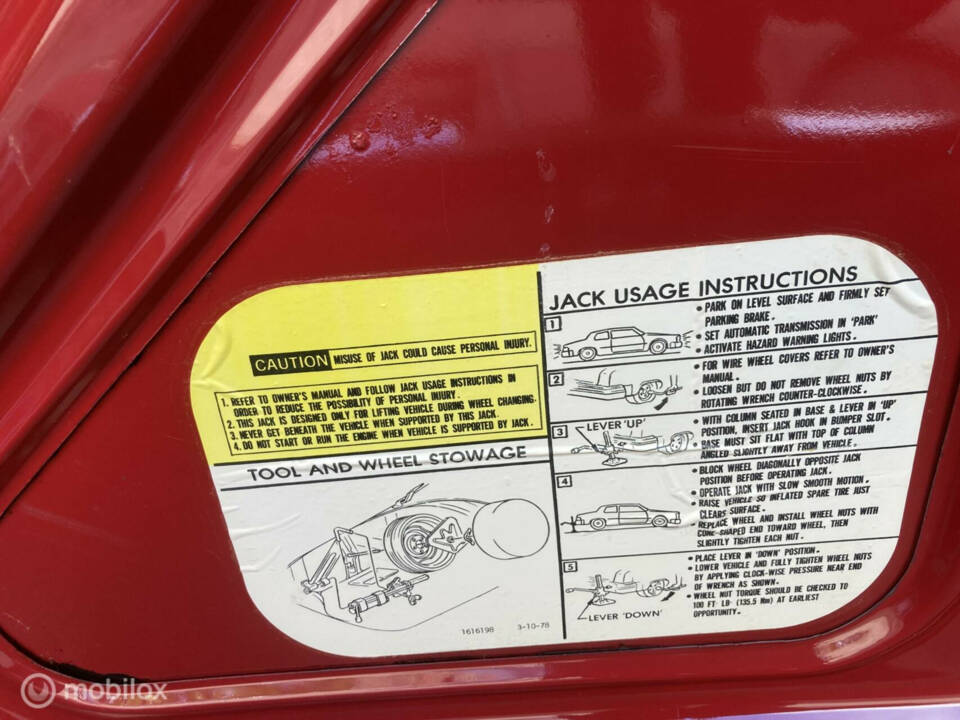 CAUTION MISUSE OF JACK COULD CAUSE PERSONAL INJURY.
1. REFER TO OWNER'S MANUAL AND FOLLOW JACK USAGE INSTRUCTIONS IN
ORDER TO REDUCE THE POSSIBILITY OF PERSONAL INJURY.
2. THIS JACK IS DESIGNED ONLY FOR LIFTING VEHICLE DURING WHEEL CHANGING.
3. NEVER GET BENEATH THE VEHICLE WHEN SUPPORTED BY THIS JACK.
4. DO NOT START OR RUN THE ENGINE WHEN VEHICLE IS SUPPORTED BY JACK.
TOOL AND WHEEL STOWAGE
1616198 3-10-78
JACK USAGE INSTRUCTIONS
1
• PARK ON LEVEL SURFACE AND FIRMLY SET
PARKING BRAKE.
• SET AUTOMATIC TRANSMISSION IN 'PARK'
• ACTIVATE HAZARD WARNING LIGHTS.
2
• FOR WIRE WHEEL COVERS REFER TO OWNER'S
MANUAL.
• LOOSEN BUT DO NOT REMOVE WHEEL NUTS BY
ROTATING WRENCH COUNTER-CLOCKWISE.
3
LEVER 'UP'
• WITH COLUMN SEATED IN BASE & LEVER IN 'UP'
POSITION, INSERT JACK HOOK IN BUMPER SLOT.
• BASE MUST SIT FLAT WITH TOP OF COLUMN
ANGLED SLIGHTLY AWAY FROM VEHICLE.
4
• BLOCK WHEEL DIAGONALLY OPPOSITE JACK
POSITION BEFORE OPERATING JACK.
• OPERATE JACK WITH SLOW SMOOTH MOTION.
• RAISE VEHICLE SO INFLATED SPARE TIRE JUST
CLEARS SURFACE.
• REPLACE WHEEL AND INSTALL WHEEL NUTS WITH
CONE-SHAPED END TOWARD WHEEL, THEN
SLIGHTLY TIGHTEN EACH NUT.
5
LEVER 'DOWN'
• PLACE LEVER IN 'DOWN' POSITION.
• LOWER VEHICLE AND FULLY TIGHTEN WHEEL NUTS
BY APPLYING CLOCK-WISE PRESSURE NEAR END
OF WRENCH AS SHOWN.
• WHEEL NUT TORQUE SHOULD BE CHECKED TO
100 FT LB (135.5 Nm) AT EARLIEST
OPPORTUNITY.
mobilox